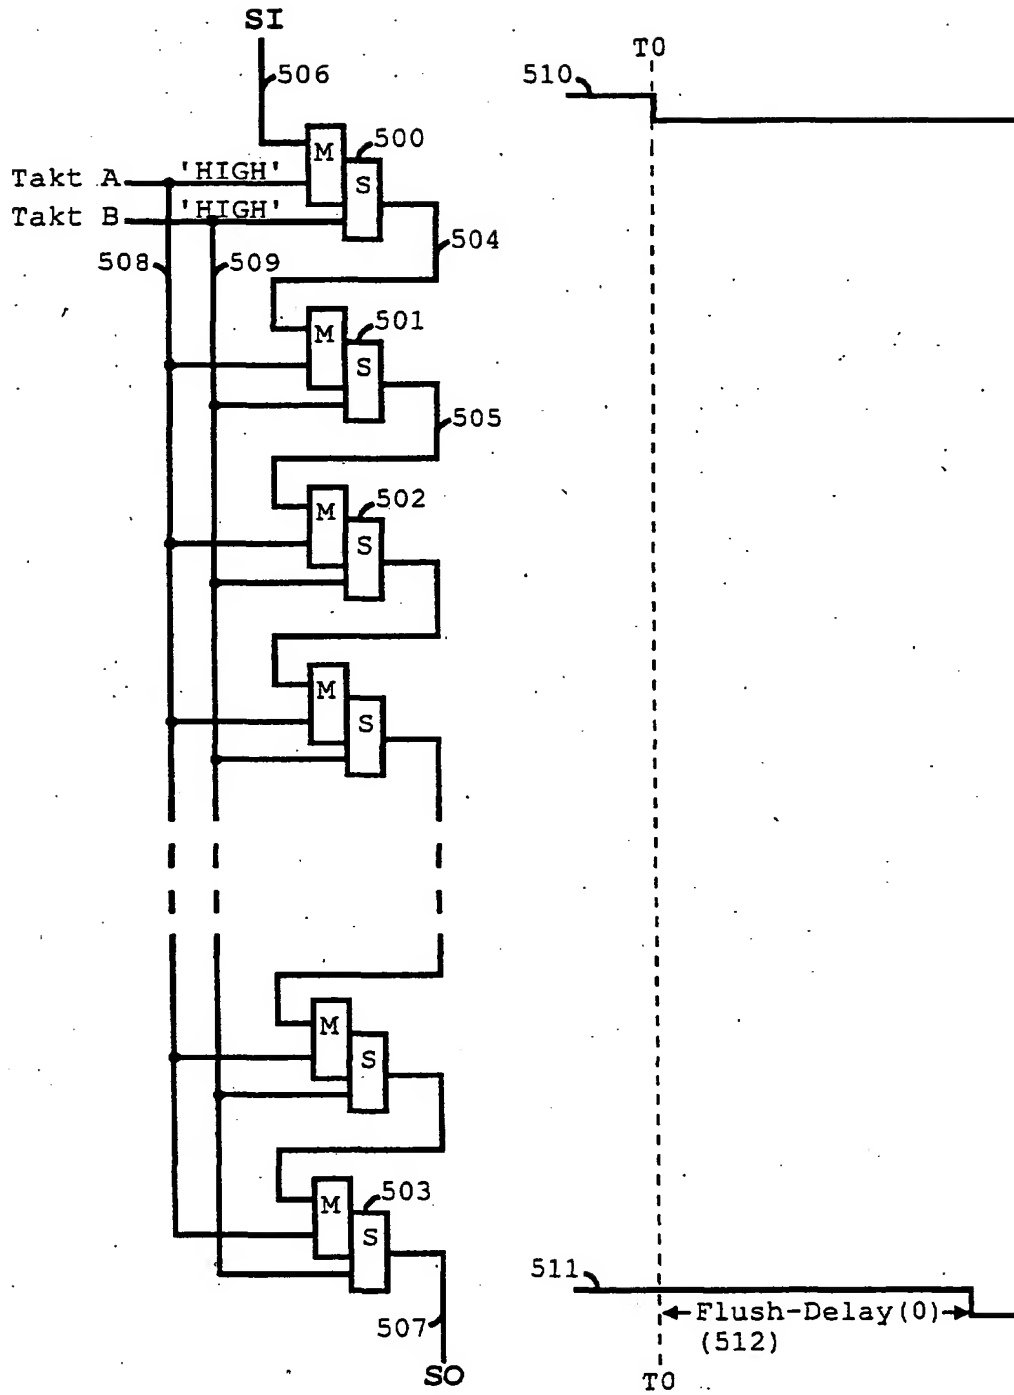 SI
506
T0
510
500
M
S
Takt A 'HIGH'
Takt B 'HIGH'
504
508 509
M
501
S
505
M
502
S
M
S
M
S
M
503
S
511
Flush-Delay(0)
(512)
507
SO
T0